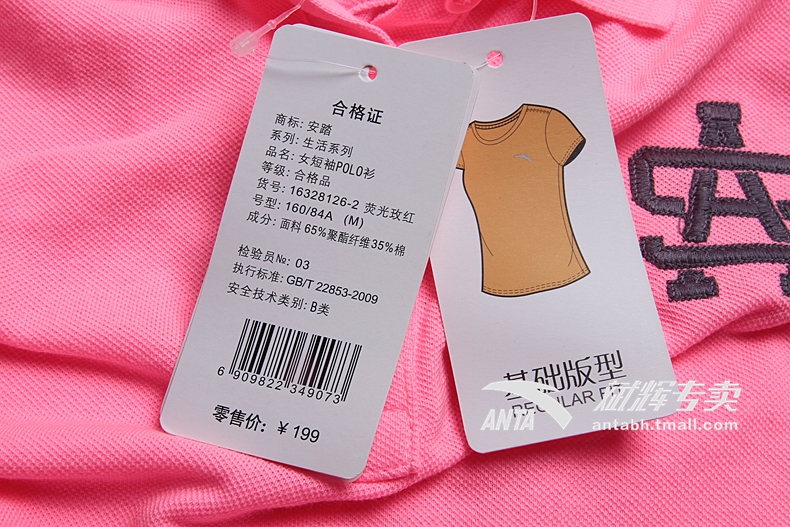 合格证
商标: 安踏
系列: 生活系列
品名: 女短袖POLO衫
等级: 合格品
货号: 16328126-2 荧光玫红
号型: 160/84A (M)
成分: 面料 65%聚酯纤维35%棉
检验员№: 03
执行标准: GB/T 22853-2009
安全技术类别: B类
6 909822 349073
零售价: ¥ 199
基础版型
REGULAR FIT
ANTA 斌辉专卖
antabh.tmall.com